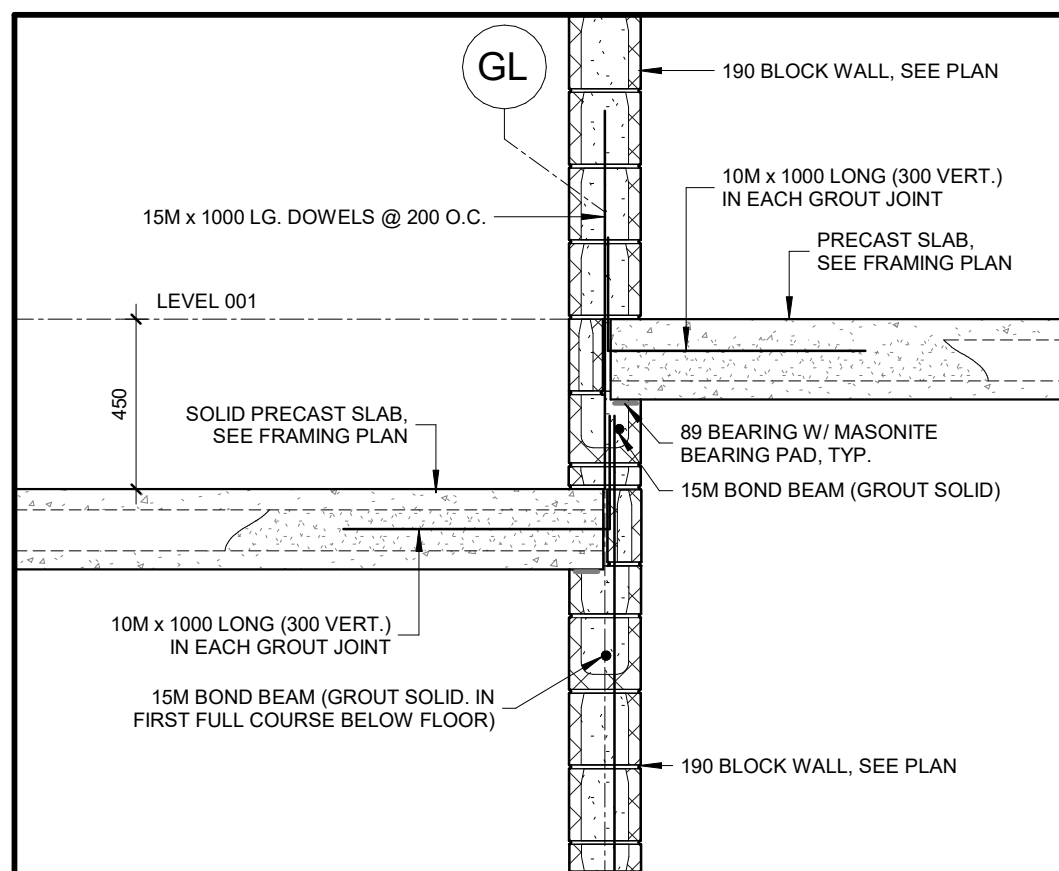 GL
190 BLOCK WALL, SEE PLAN
10M x 1000 LONG (300 VERT.)
IN EACH GROUT JOINT
15M x 1000 LG. DOWELS @ 200 O.C.
PRECAST SLAB,
SEE FRAMING PLAN
LEVEL 001
450
SOLID PRECAST SLAB,
SEE FRAMING PLAN
89 BEARING W/ MASONITE
BEARING PAD, TYP.
15M BOND BEAM (GROUT SOLID)
10M x 1000 LONG (300 VERT.)
IN EACH GROUT JOINT
15M BOND BEAM (GROUT SOLID. IN
FIRST FULL COURSE BELOW FLOOR)
190 BLOCK WALL, SEE PLAN